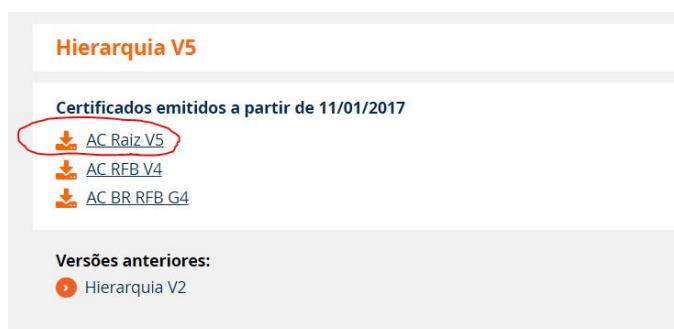 Hierarquia V5
Certificados emitidos a partir de 11/01/2017
AC Raiz V5
AC RFB V4
AC BR RFB G4
Versões anteriores:
Hierarquia V2